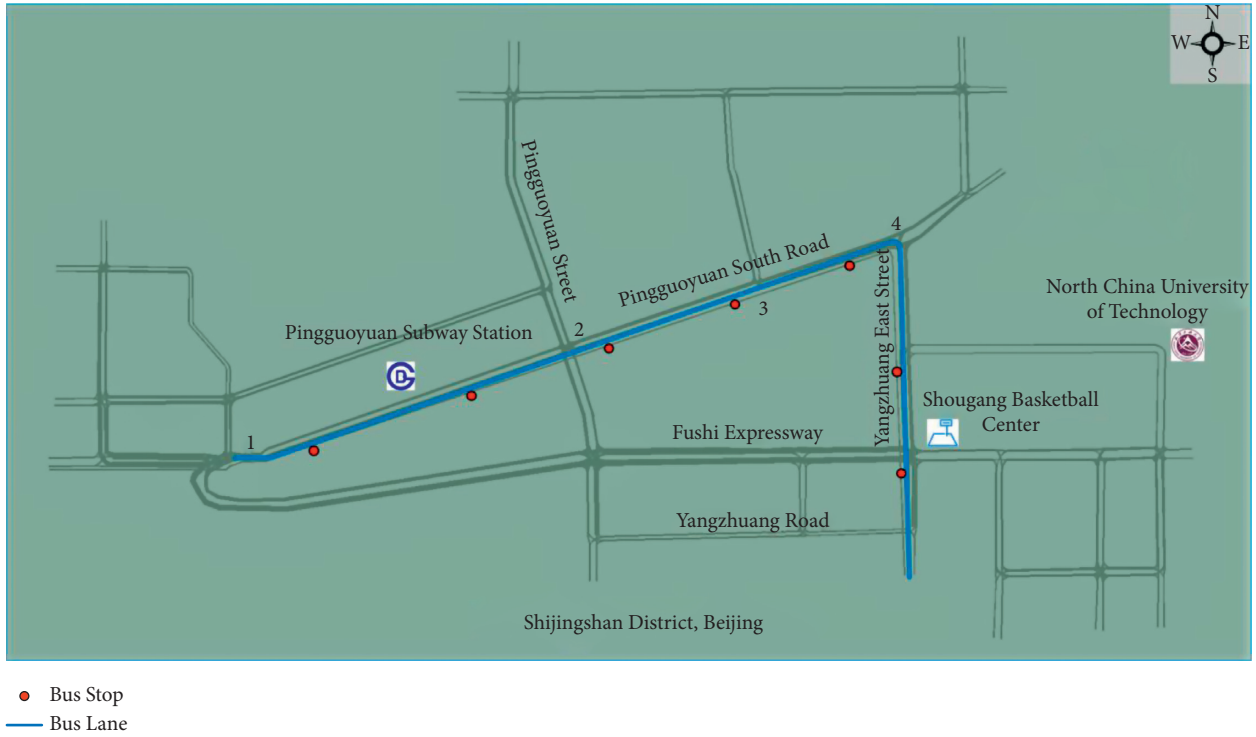 N
W E
S
Pingguoyuan Street
Pingguoyuan South Road
4
North China University
of Technology
3
2
Pingguoyuan Subway Station
Yangzhuang East Street
Shougang Basketball
Center
1
Fushi Expressway
Yangzhuang Road
Shijingshan District, Beijing
Bus Stop
Bus Lane